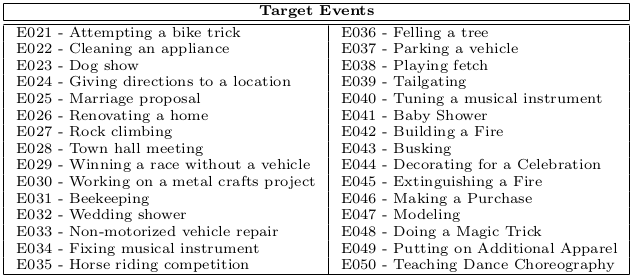 Target Events
E021 - Attempting a bike trick
E022 - Cleaning an appliance
E023 - Dog show
E024 - Giving directions to a location
E025 - Marriage proposal
E026 - Renovating a home
E027 - Rock climbing
E028 - Town hall meeting
E029 - Winning a race without a vehicle
E030 - Working on a metal crafts project
E031 - Beekeeping
E032 - Wedding shower
E033 - Non-motorized vehicle repair
E034 - Fixing musical instrument
E035 - Horse riding competition
E036 - Felling a tree
E037 - Parking a vehicle
E038 - Playing fetch
E039 - Tailgating
E040 - Tuning a musical instrument
E041 - Baby Shower
E042 - Building a Fire
E043 - Busking
E044 - Decorating for a Celebration
E045 - Extinguishing a Fire
E046 - Making a Purchase
E047 - Modeling
E048 - Doing a Magic Trick
E049 - Putting on Additional Apparel
E050 - Teaching Dance Choreography